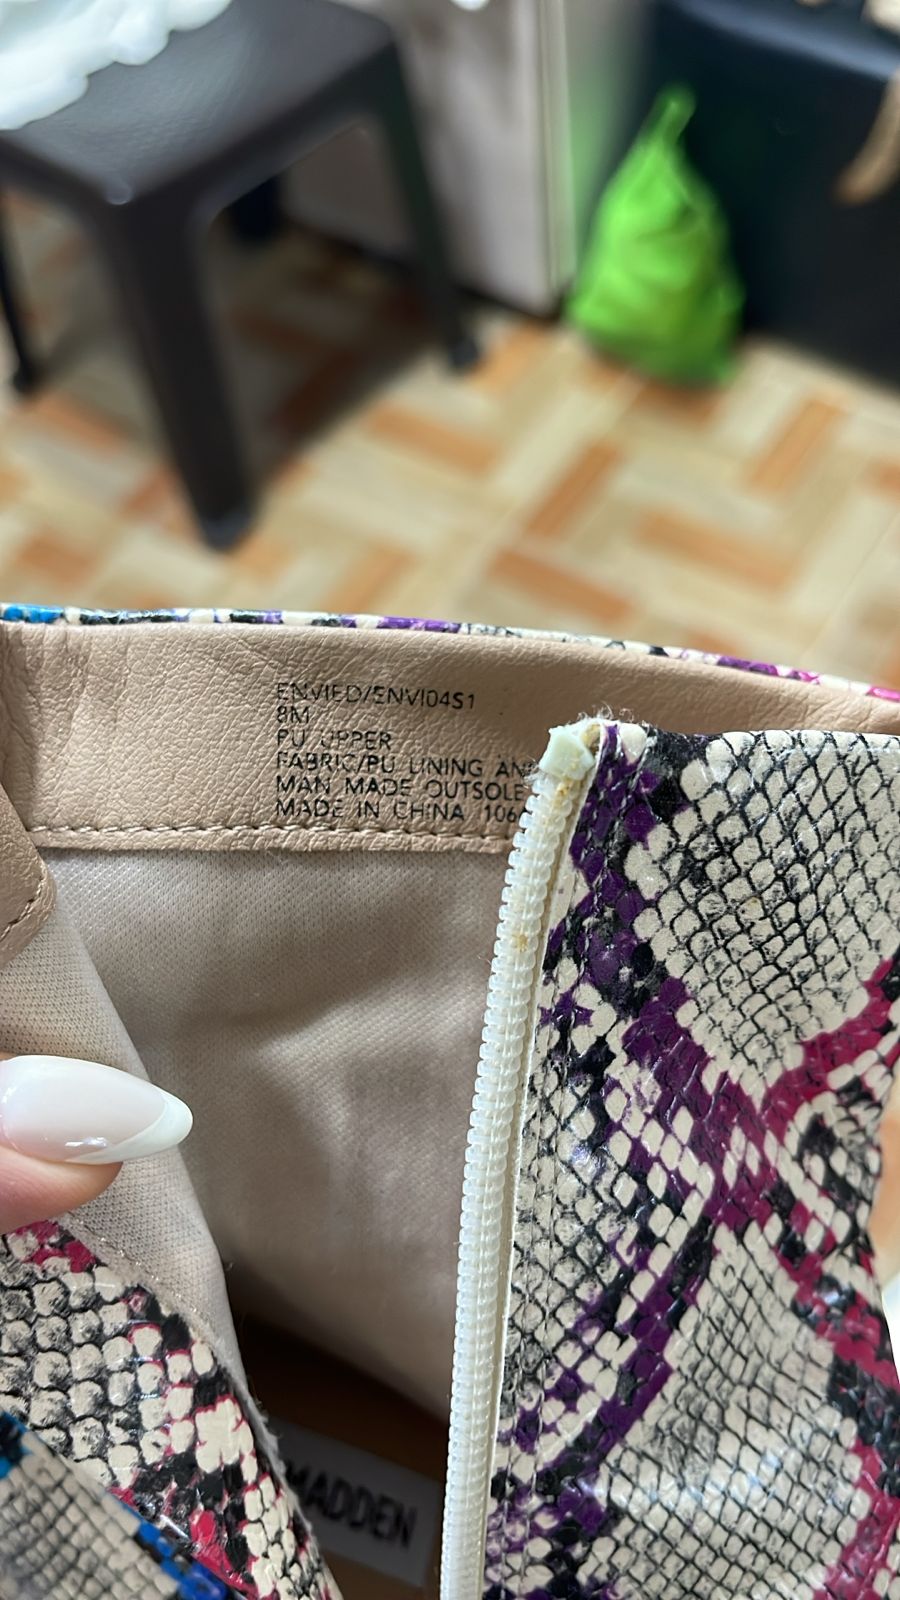 ENVIED/ENVI04S1
8M
PU UPPER
FABRIC/PU LINING AN
MAN MADE OUTSOLE
MADE IN CHINA 106
MADDEN